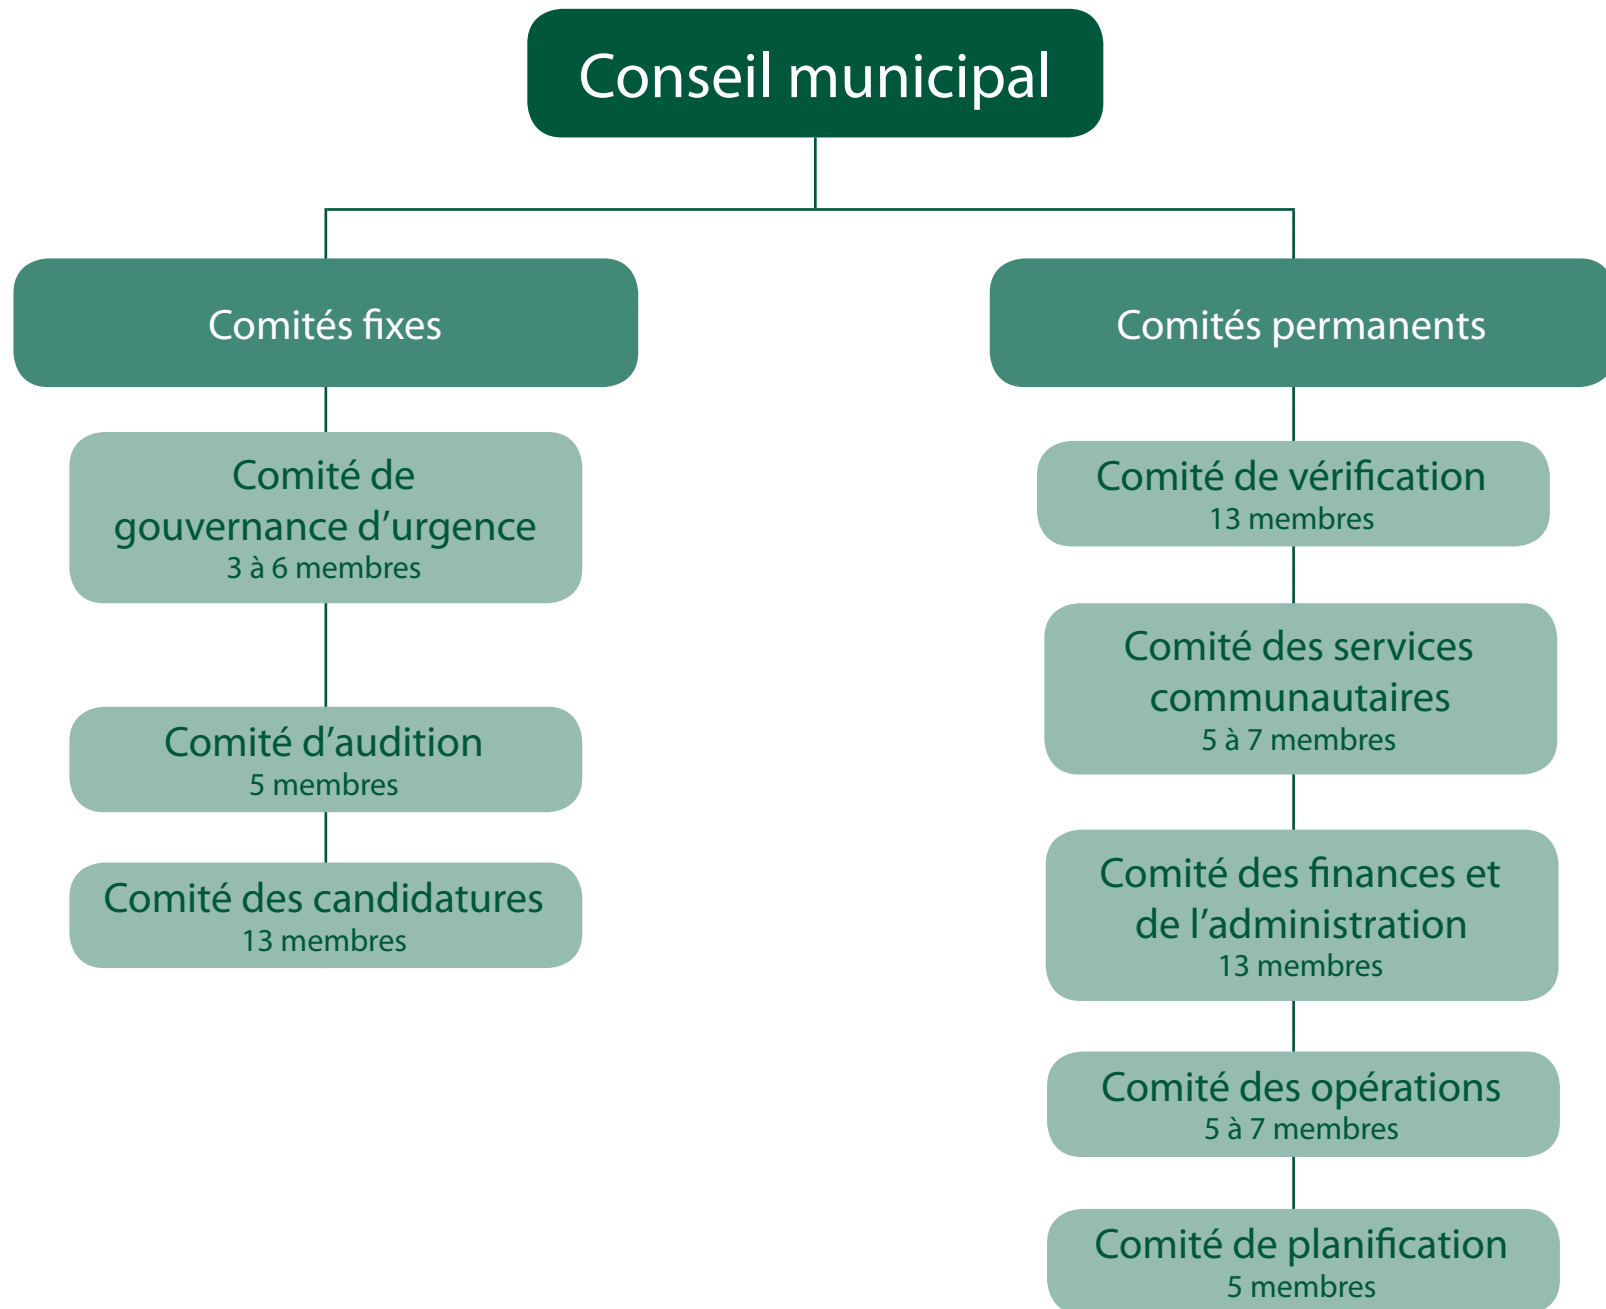 Conseil municipal
Comités fixes
Comité de
gouvernance d’urgence
3 à 6 membres
Comité d’audition
5 membres
Comité des candidatures
13 membres
Comités permanents
Comité de vérification
13 membres
Comité des services
communautaires
5 à 7 membres
Comité des finances et
de l’administration
13 membres
Comité des opérations
5 à 7 membres
Comité de planification
5 membres